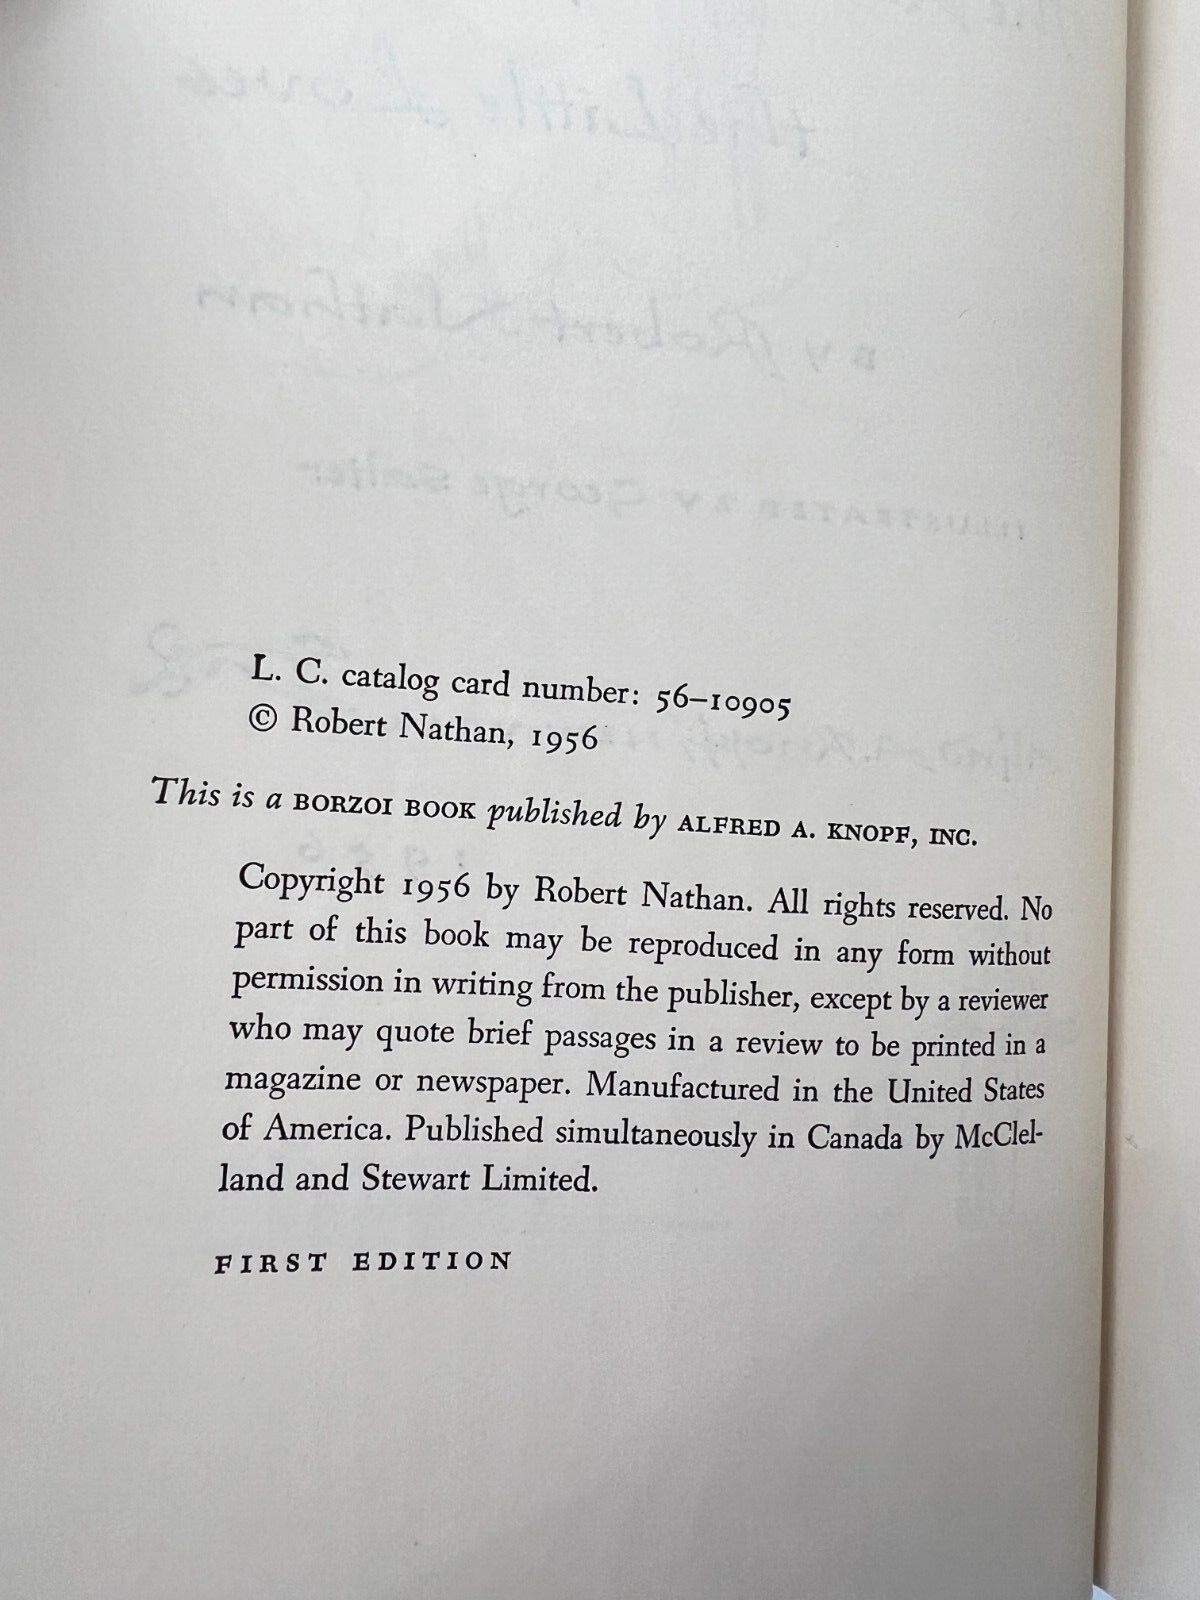 L. C. catalog card number: 56–10905
© Robert Nathan, 1956
This is a BORZOI BOOK published by ALFRED A. KNOPF, INC.
Copyright 1956 by Robert Nathan. All rights reserved. No
part of this book may be reproduced in any form without
permission in writing from the publisher, except by a reviewer
who may quote brief passages in a review to be printed in a
magazine or newspaper. Manufactured in the United States
of America. Published simultaneously in Canada by McClel-
land and Stewart Limited.
FIRST EDITION